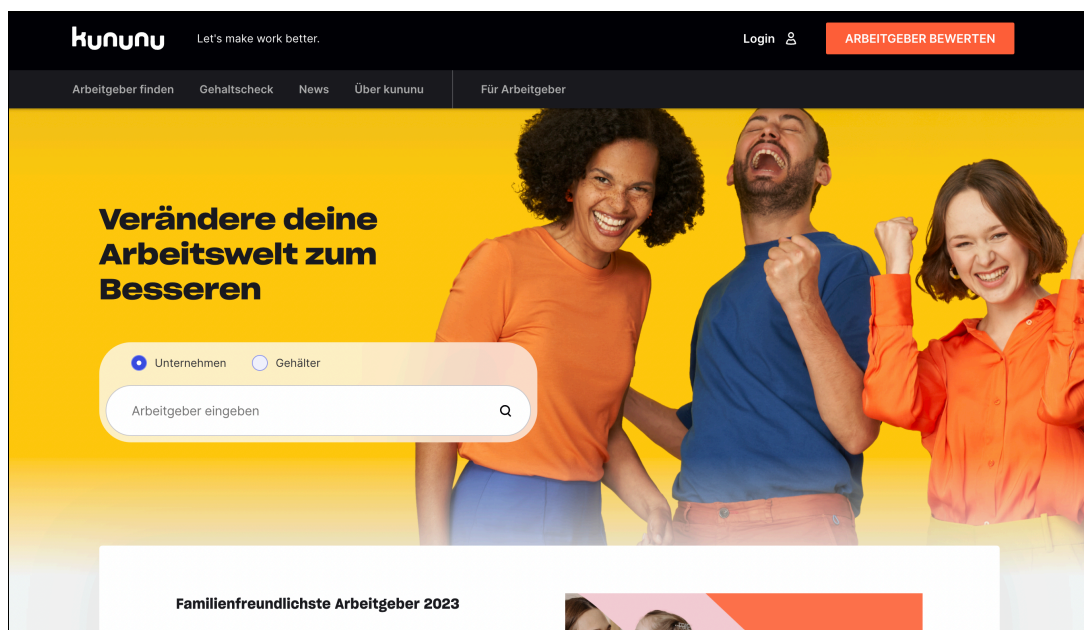 kununu
Let's make work better.
Login
ARBEITGEBER BEWERTEN
Arbeitgeber finden
Gehaltscheck
News
Über kununu
Für Arbeitgeber
Verändere deine
Arbeitswelt zum
Besseren
Unternehmen
Gehälter
Arbeitgeber eingeben
Familienfreundlichste Arbeitgeber 2023